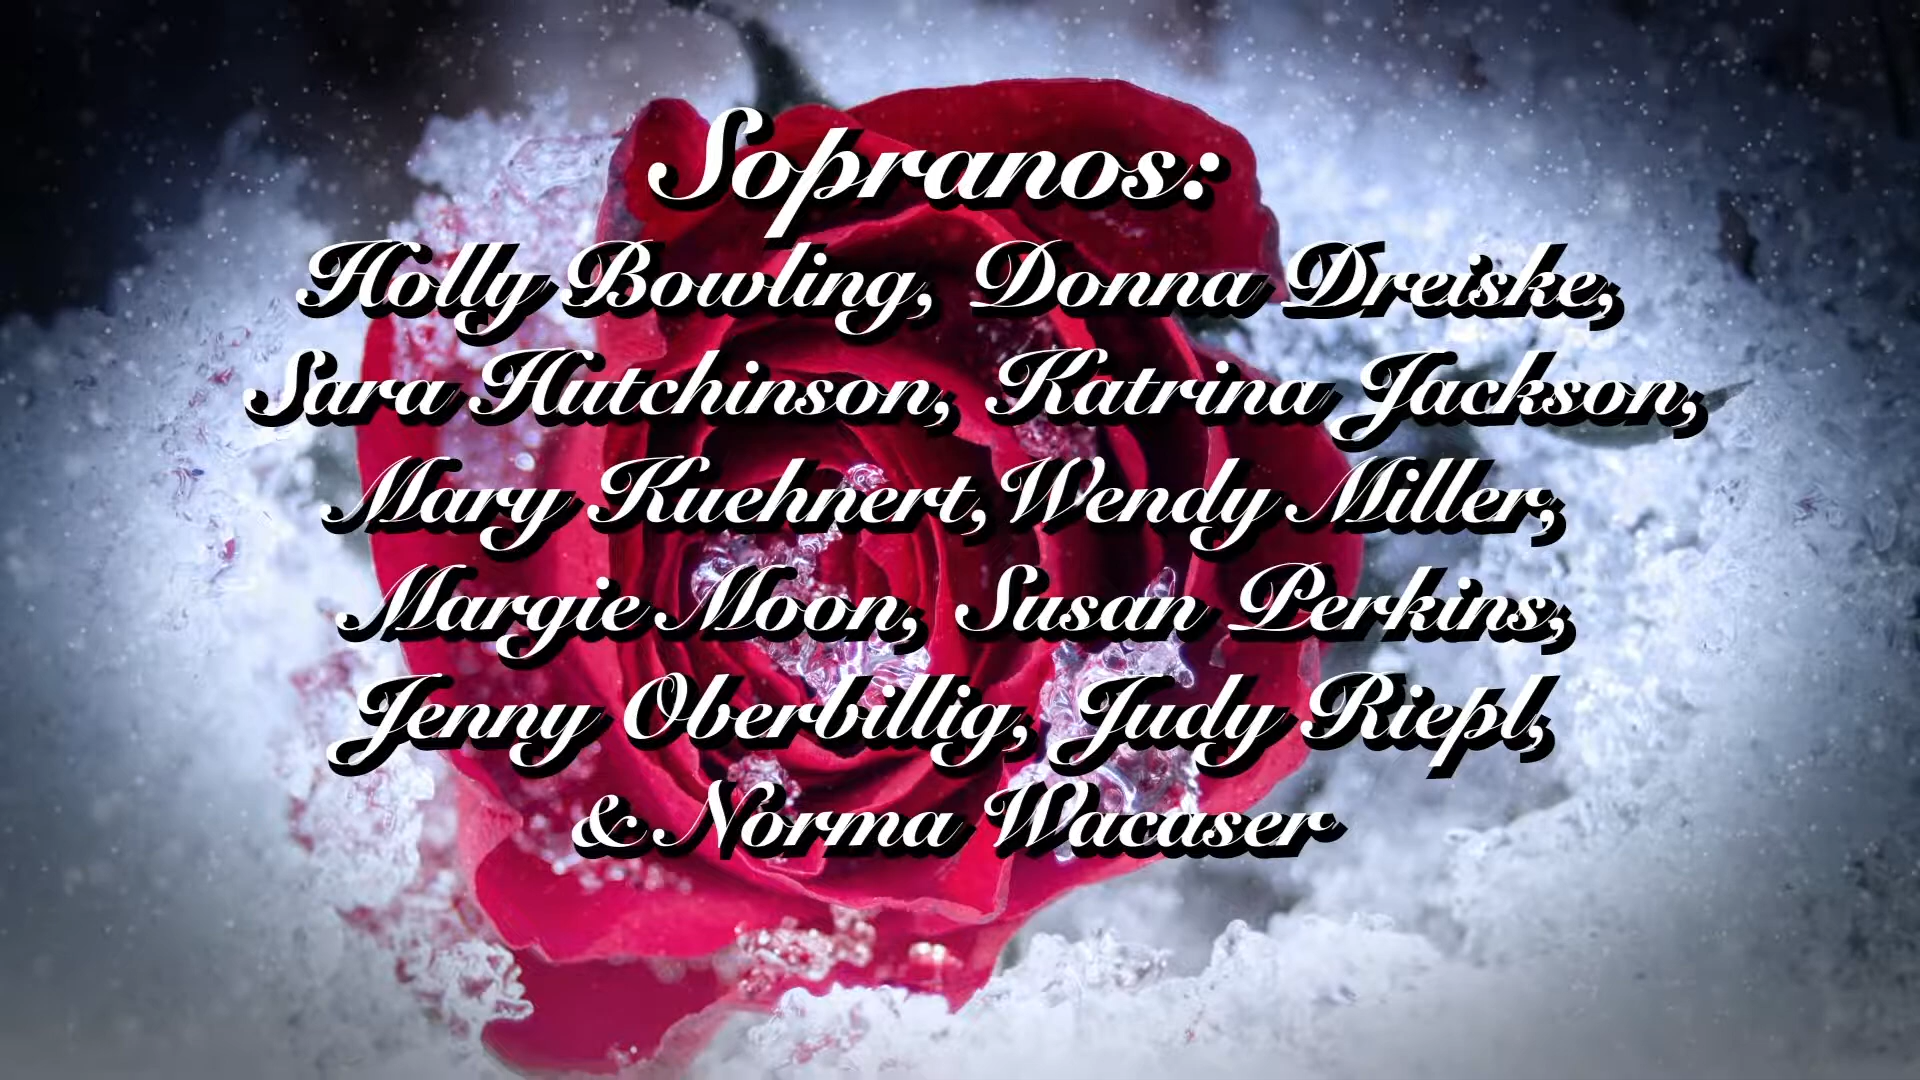 Sopranos:
Holly Bowling, Donna Dreiske,
Sara Hutchinson, Katrina Jackson,
Mary Kuehnert, Wendy Miller,
Margie Moon, Susan Perkins,
Jenny Oberbillig, Judy Riepl,
& Norma Wacaser